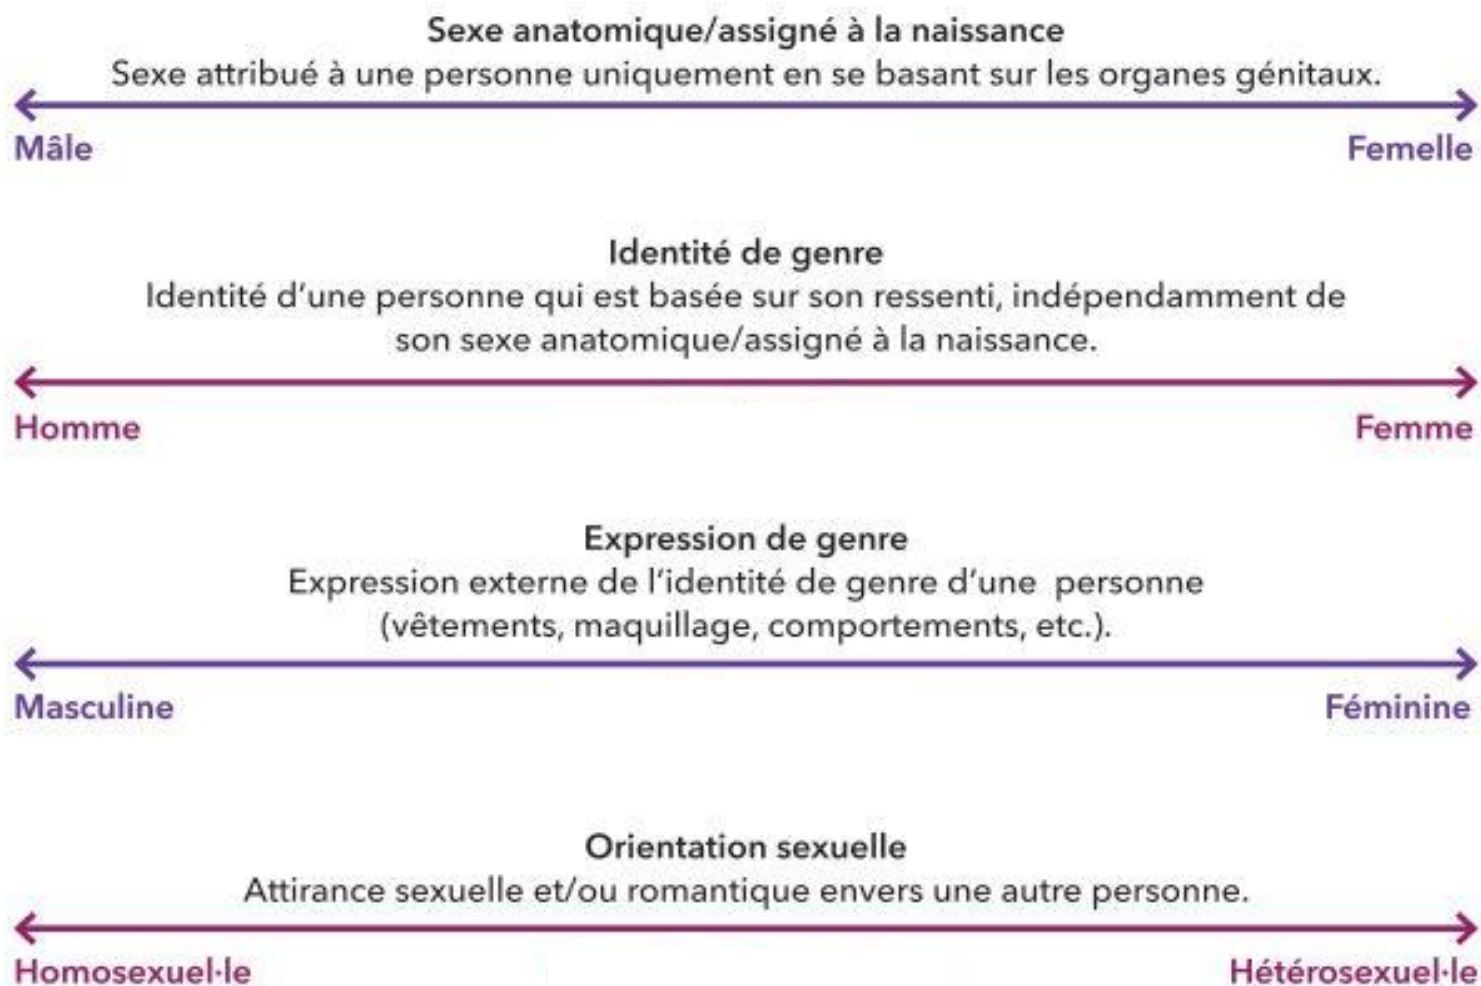 Sexe anatomique/assigné à la naissance
Sexe attribué à une personne uniquement en se basant sur les organes génitaux.
Mâle
Femelle
Identité de genre
Identité d’une personne qui est basée sur son ressenti, indépendamment de
son sexe anatomique/assigné à la naissance.
Homme
Femme
Expression de genre
Expression externe de l’identité de genre d’une personne
(vêtements, maquillage, comportements, etc.).
Masculine
Féminine
Orientation sexuelle
Attirance sexuelle et/ou romantique envers une autre personne.
Homosexuel·le
Hétérosexuel·le